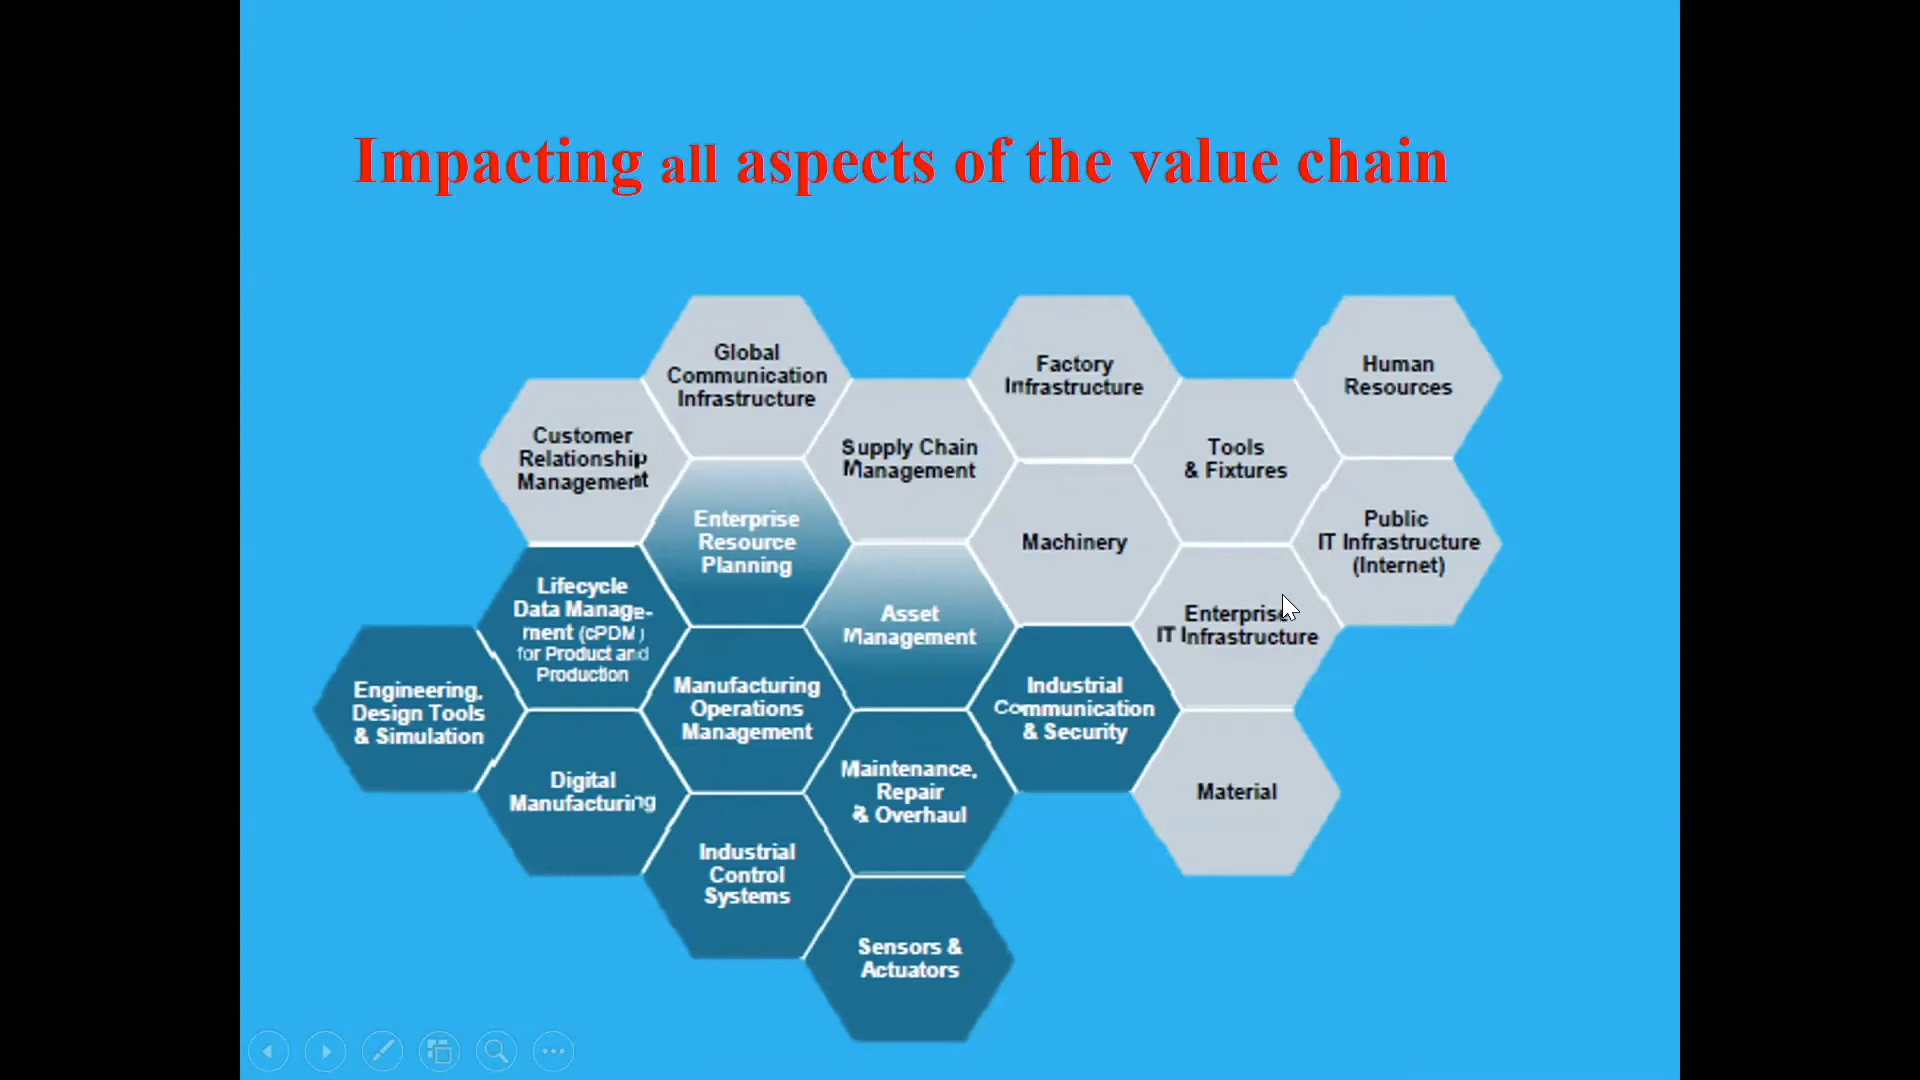 Impacting all aspects of the value chain
Global
Communication
Infrastructure
Factory
Infrastructure
Human
Resources
Customer
Relationship
Management
Supply Chain
Management
Tools
& Fixtures
Enterprise
Resource
Planning
Machinery
Public
IT Infrastructure
(Internet)
Lifecycle
Data Manage-
ment (cPDM)
for Product and
Production
Asset
Management
Enterprise
IT Infrastructure
Engineering,
Design Tools
& Simulation
Manufacturing
Operations
Management
Industrial
Communication
& Security
Digital
Manufacturing
Maintenance,
Repair
& Overhaul
Material
Industrial
Control
Systems
Sensors &
Actuators